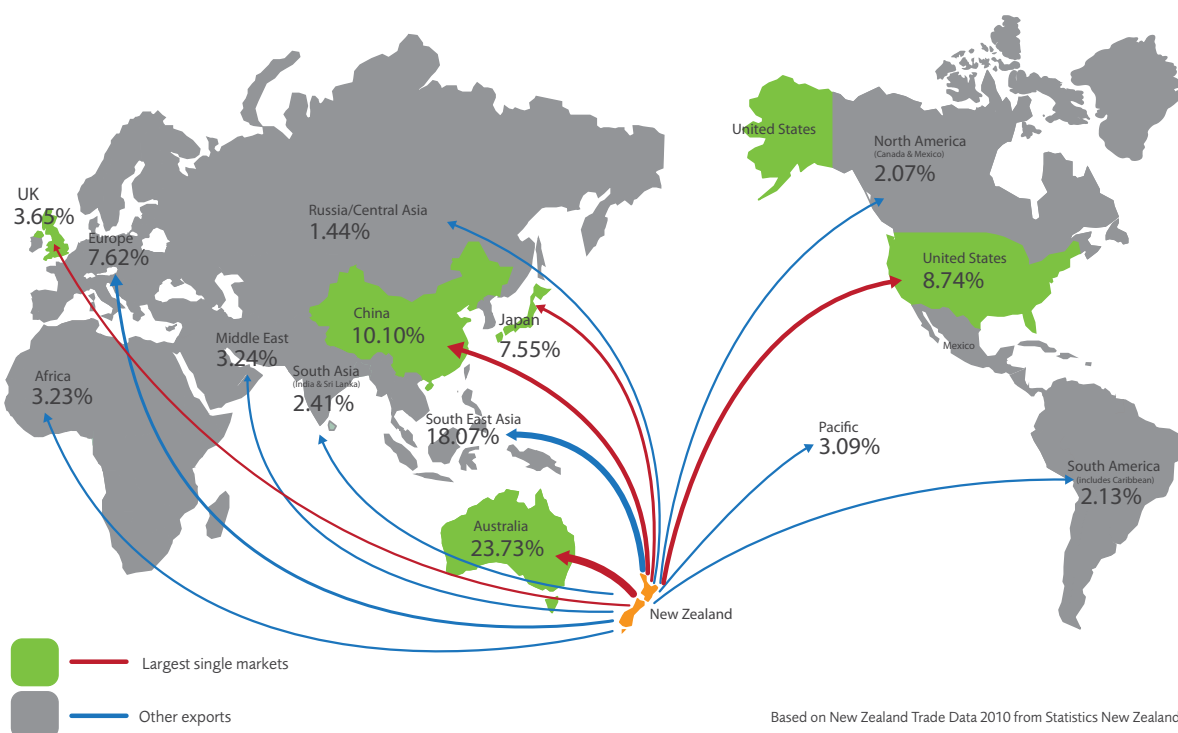 United States
North America
(Canada & Mexico)
2.07%
UK
3.65%
Europe
7.62%
Russia/Central Asia
1.44%
United States
8.74%
China
10.10%
Japan
7.55%
Mexico
Middle East
3.24%
South Asia
(India & Sri Lanka)
2.41%
Africa
3.23%
South East Asia
18.07%
Pacific
3.09%
South America
(includes Caribbean)
2.13%
Australia
23.73%
New Zealand
Largest single markets
Other exports
Based on New Zealand Trade Data 2010 from Statistics New Zealand